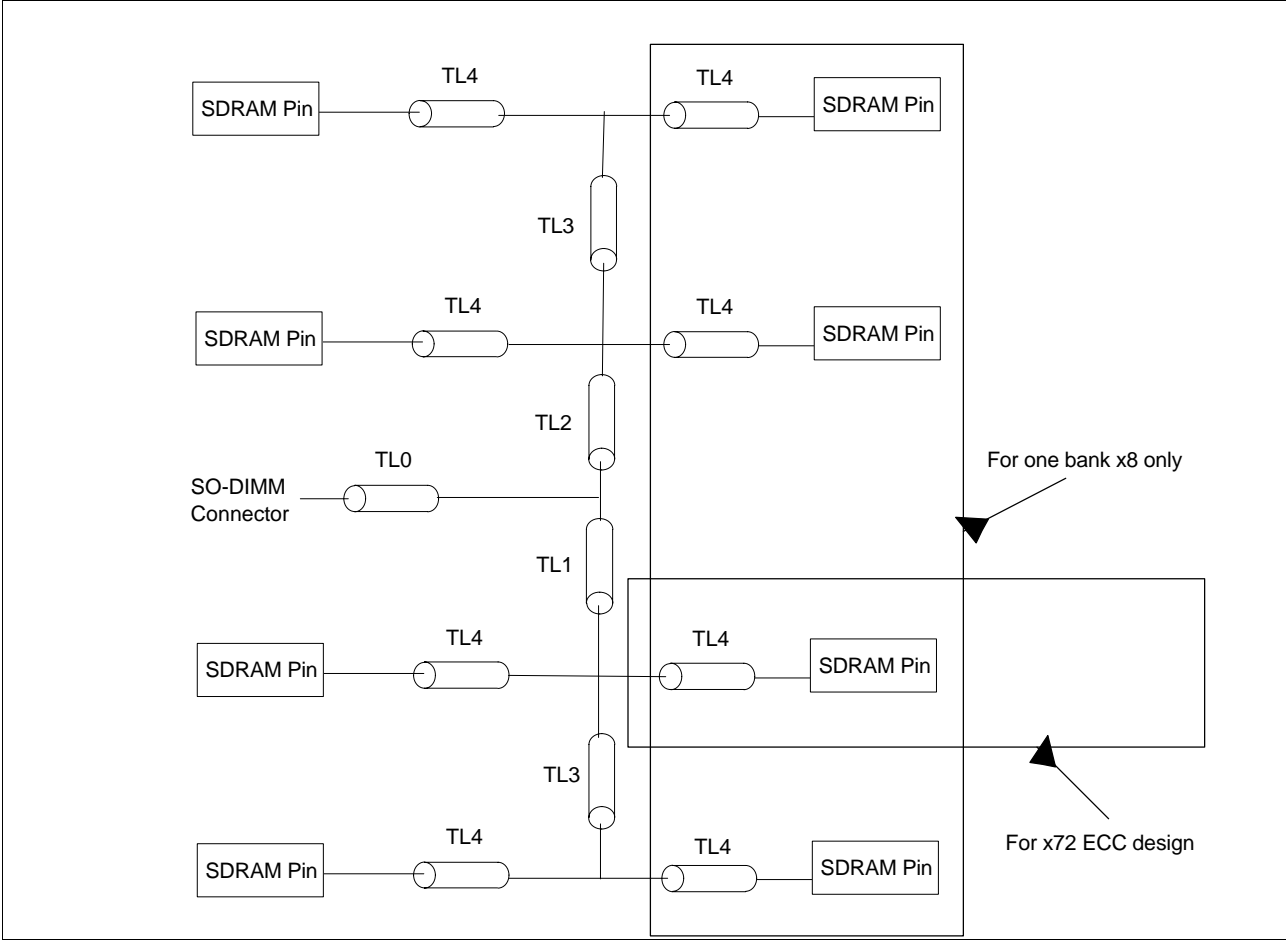 TL4
TL4
SDRAM Pin
SDRAM Pin
TL3
TL4
TL4
SDRAM Pin
SDRAM Pin
TL2
TL0
For one bank x8 only
SO-DIMM
Connector
TL1
TL4
TL4
SDRAM Pin
SDRAM Pin
TL3
TL4
TL4
For x72 ECC design
SDRAM Pin
SDRAM Pin